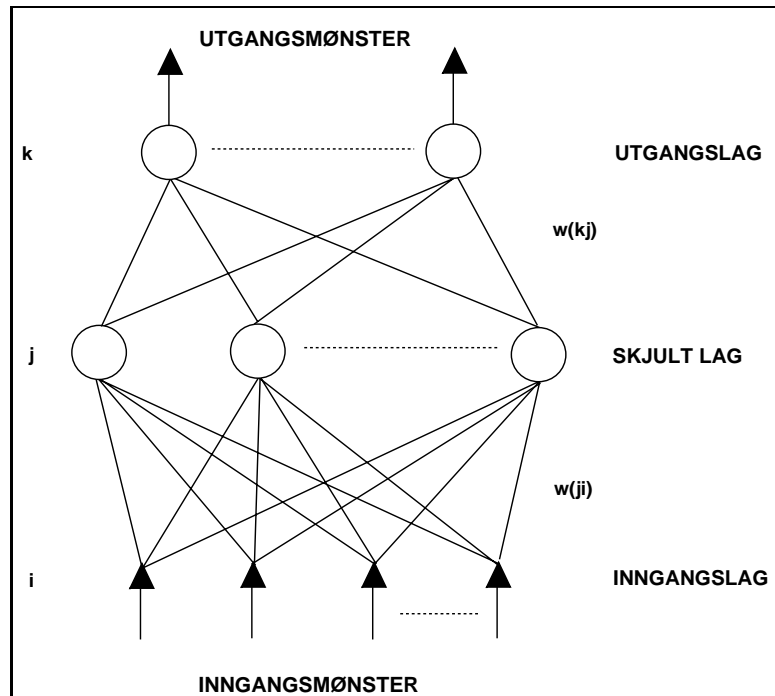 UTGANGSMØNSTER
k
UTGANGSLAG
w(kj)
j
SKJULT LAG
w(ji)
i
INNGANGSLAG
INNGANGSMØNSTER